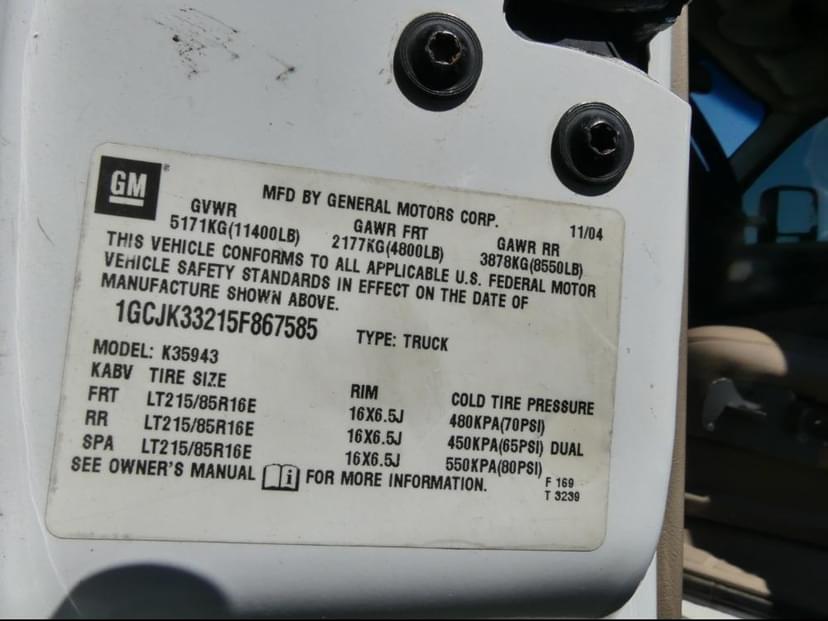 GM®
MFD BY GENERAL MOTORS CORP. 11/04
GVWR GAWR FRT GAWR RR
5171KG(11400LB) 2177KG(4800LB) 3878KG(8550LB)
THIS VEHICLE CONFORMS TO ALL APPLICABLE U.S. FEDERAL MOTOR
VEHICLE SAFETY STANDARDS IN EFFECT ON THE DATE OF
MANUFACTURE SHOWN ABOVE.
1GCJK33215F867585 TYPE: TRUCK
MODEL: K35943
KABV TIRE SIZE RIM COLD TIRE PRESSURE
FRT LT215/85R16E 16X6.5J 480KPA(70PSI)
RR LT215/85R16E 16X6.5J 450KPA(65PSI) DUAL
SPA LT215/85R16E 16X6.5J 550KPA(80PSI)
SEE OWNER'S MANUAL i FOR MORE INFORMATION.
F 169
T 3239